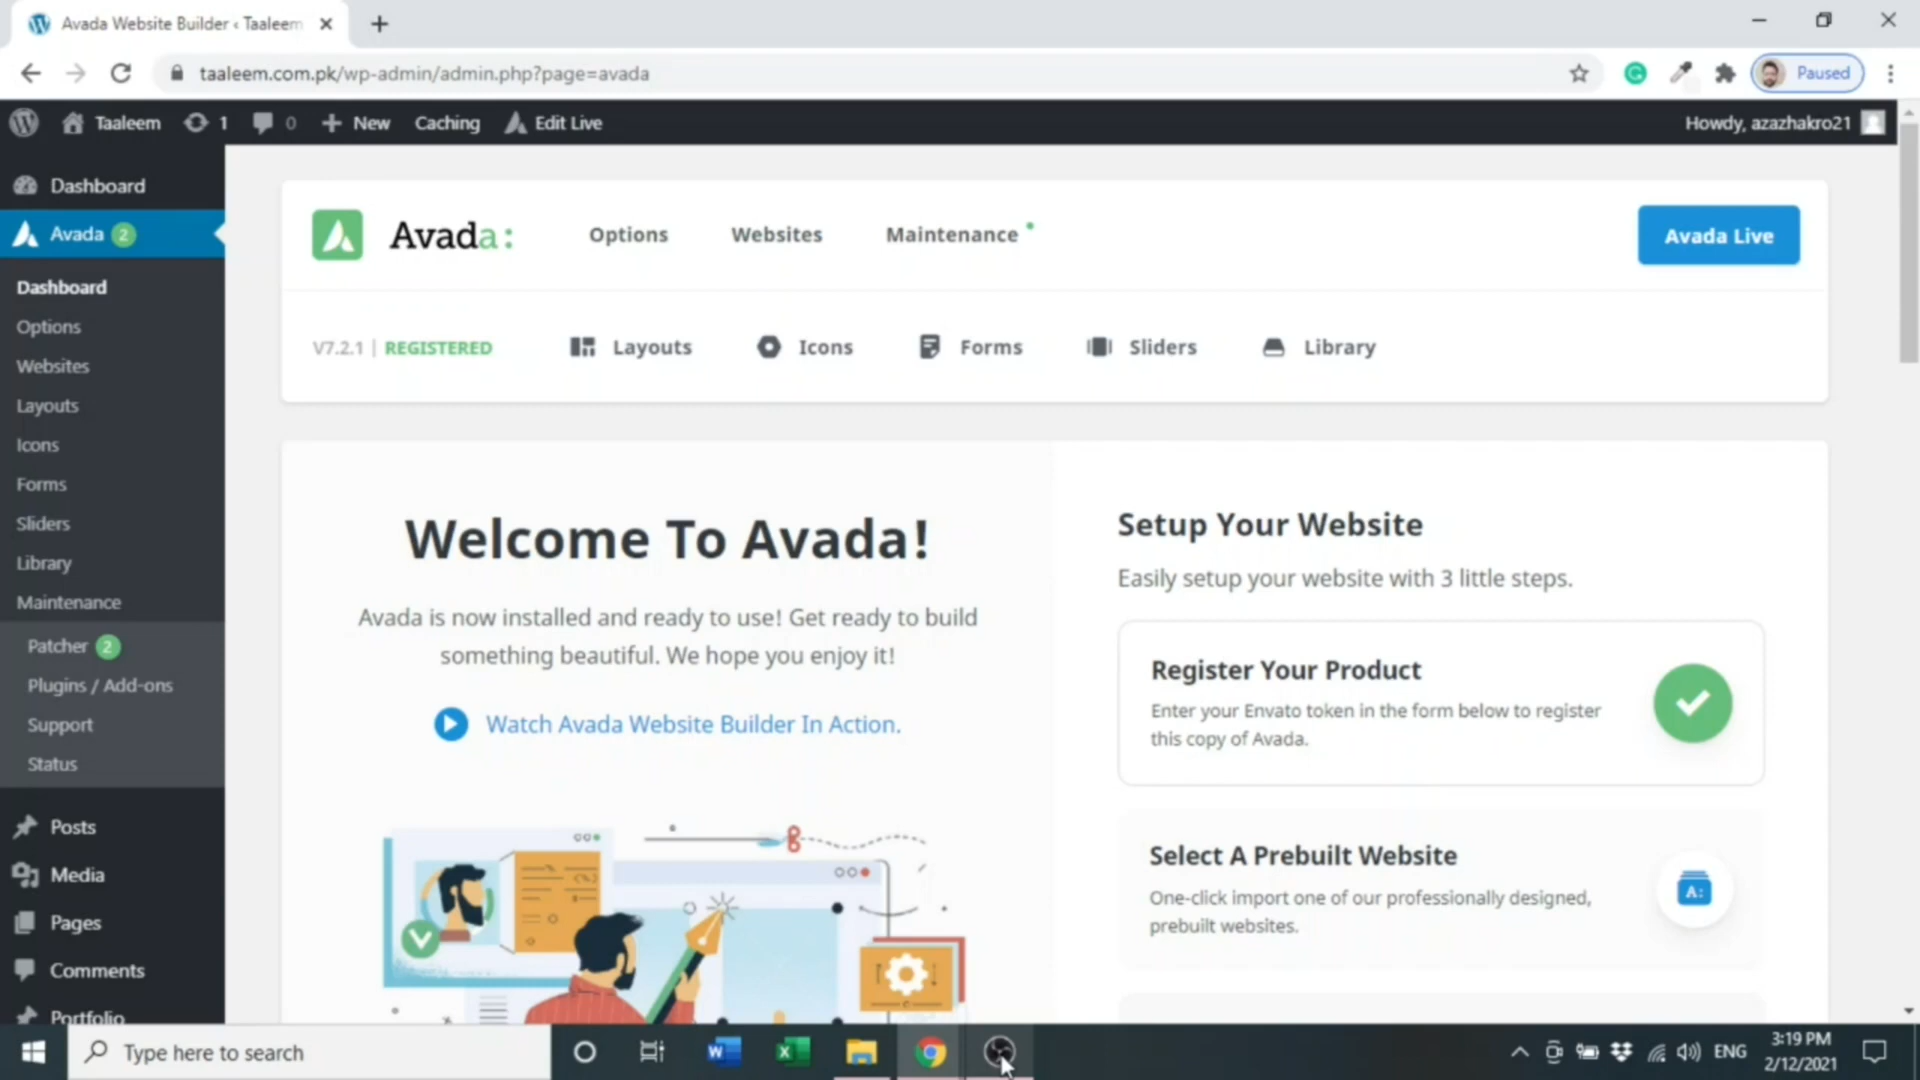 Avada Website Builder ‹ Taaleem
taaleem.com.pk/wp-admin/admin.php?page=avada
Paused
Taaleem
1
0
New
Caching
Edit Live
Howdy, azazhakro21
Dashboard
Avada 2
Dashboard
Options
Websites
Layouts
Icons
Forms
Sliders
Library
Maintenance
Patcher 2
Plugins / Add-ons
Support
Status
Posts
Media
Pages
Comments
Portfolio
Avada:
Options
Websites
Maintenance
Avada Live
V7.2.1 | REGISTERED
Layouts
Icons
Forms
Sliders
Library
Welcome To Avada!
Avada is now installed and ready to use! Get ready to build
something beautiful. We hope you enjoy it!
Watch Avada Website Builder In Action.
Setup Your Website
Easily setup your website with 3 little steps.
Register Your Product
Enter your Envato token in the form below to register
this copy of Avada.
Select A Prebuilt Website
One-click import one of our professionally designed,
prebuilt websites.
A:
Type here to search
ENG
3:19 PM
2/12/2021